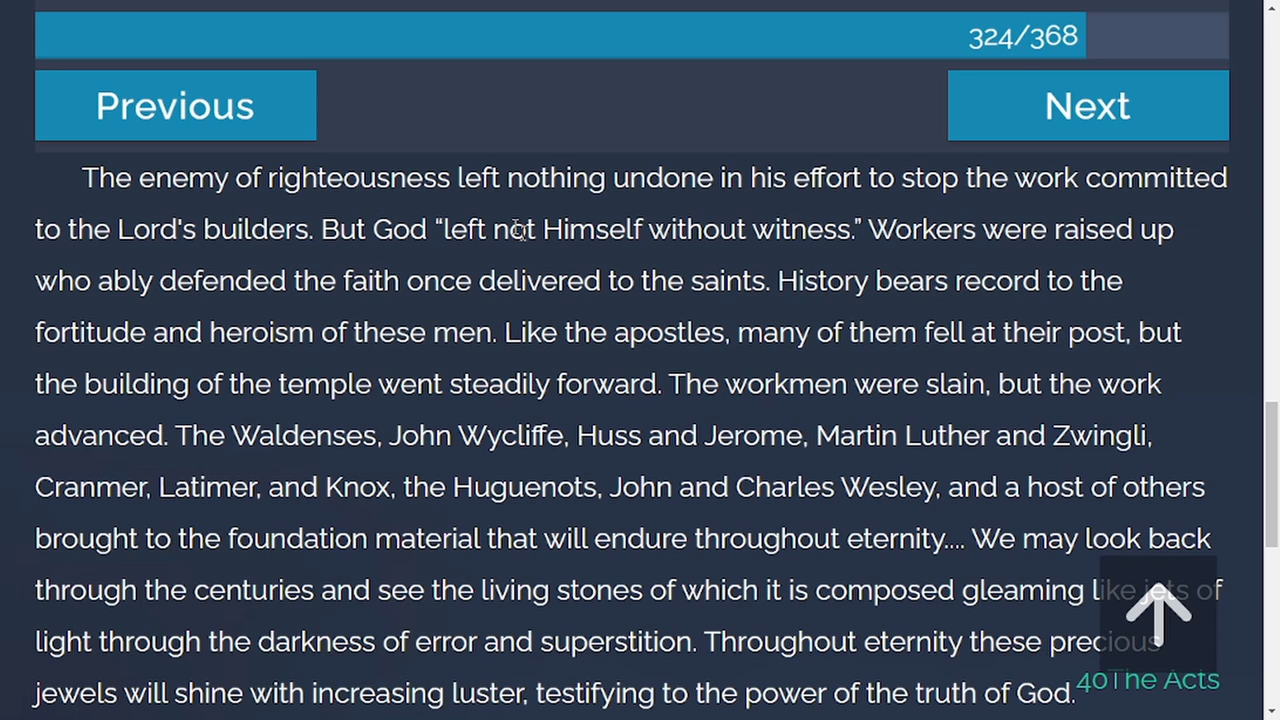 324/368
Previous
Next
The enemy of righteousness left nothing undone in his effort to stop the work committed
to the Lord's builders. But God “left not Himself without witness.” Workers were raised up
who ably defended the faith once delivered to the saints. History bears record to the
fortitude and heroism of these men. Like the apostles, many of them fell at their post, but
the building of the temple went steadily forward. The workmen were slain, but the work
advanced. The Waldenses, John Wycliffe, Huss and Jerome, Martin Luther and Zwingli,
Cranmer, Latimer, and Knox, the Huguenots, John and Charles Wesley, and a host of others
brought to the foundation material that will endure throughout eternity.... We may look back
through the centuries and see the living stones of which it is composed gleaming like jets of
light through the darkness of error and superstition. Throughout eternity these precious
jewels will shine with increasing luster, testifying to the power of the truth of God.
40The Acts